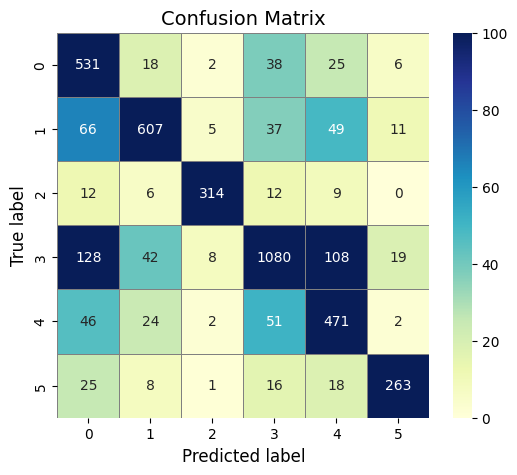 Confusion Matrix
0 531 18 2 38 25 6
1 66 607 5 37 49 11
2 12 6 314 12 9 0
3 128 42 8 1080 108 19
4 46 24 2 51 471 2
5 25 8 1 16 18 263
0 1 2 3 4 5
True label
Predicted label
100
80
60
40
20
0